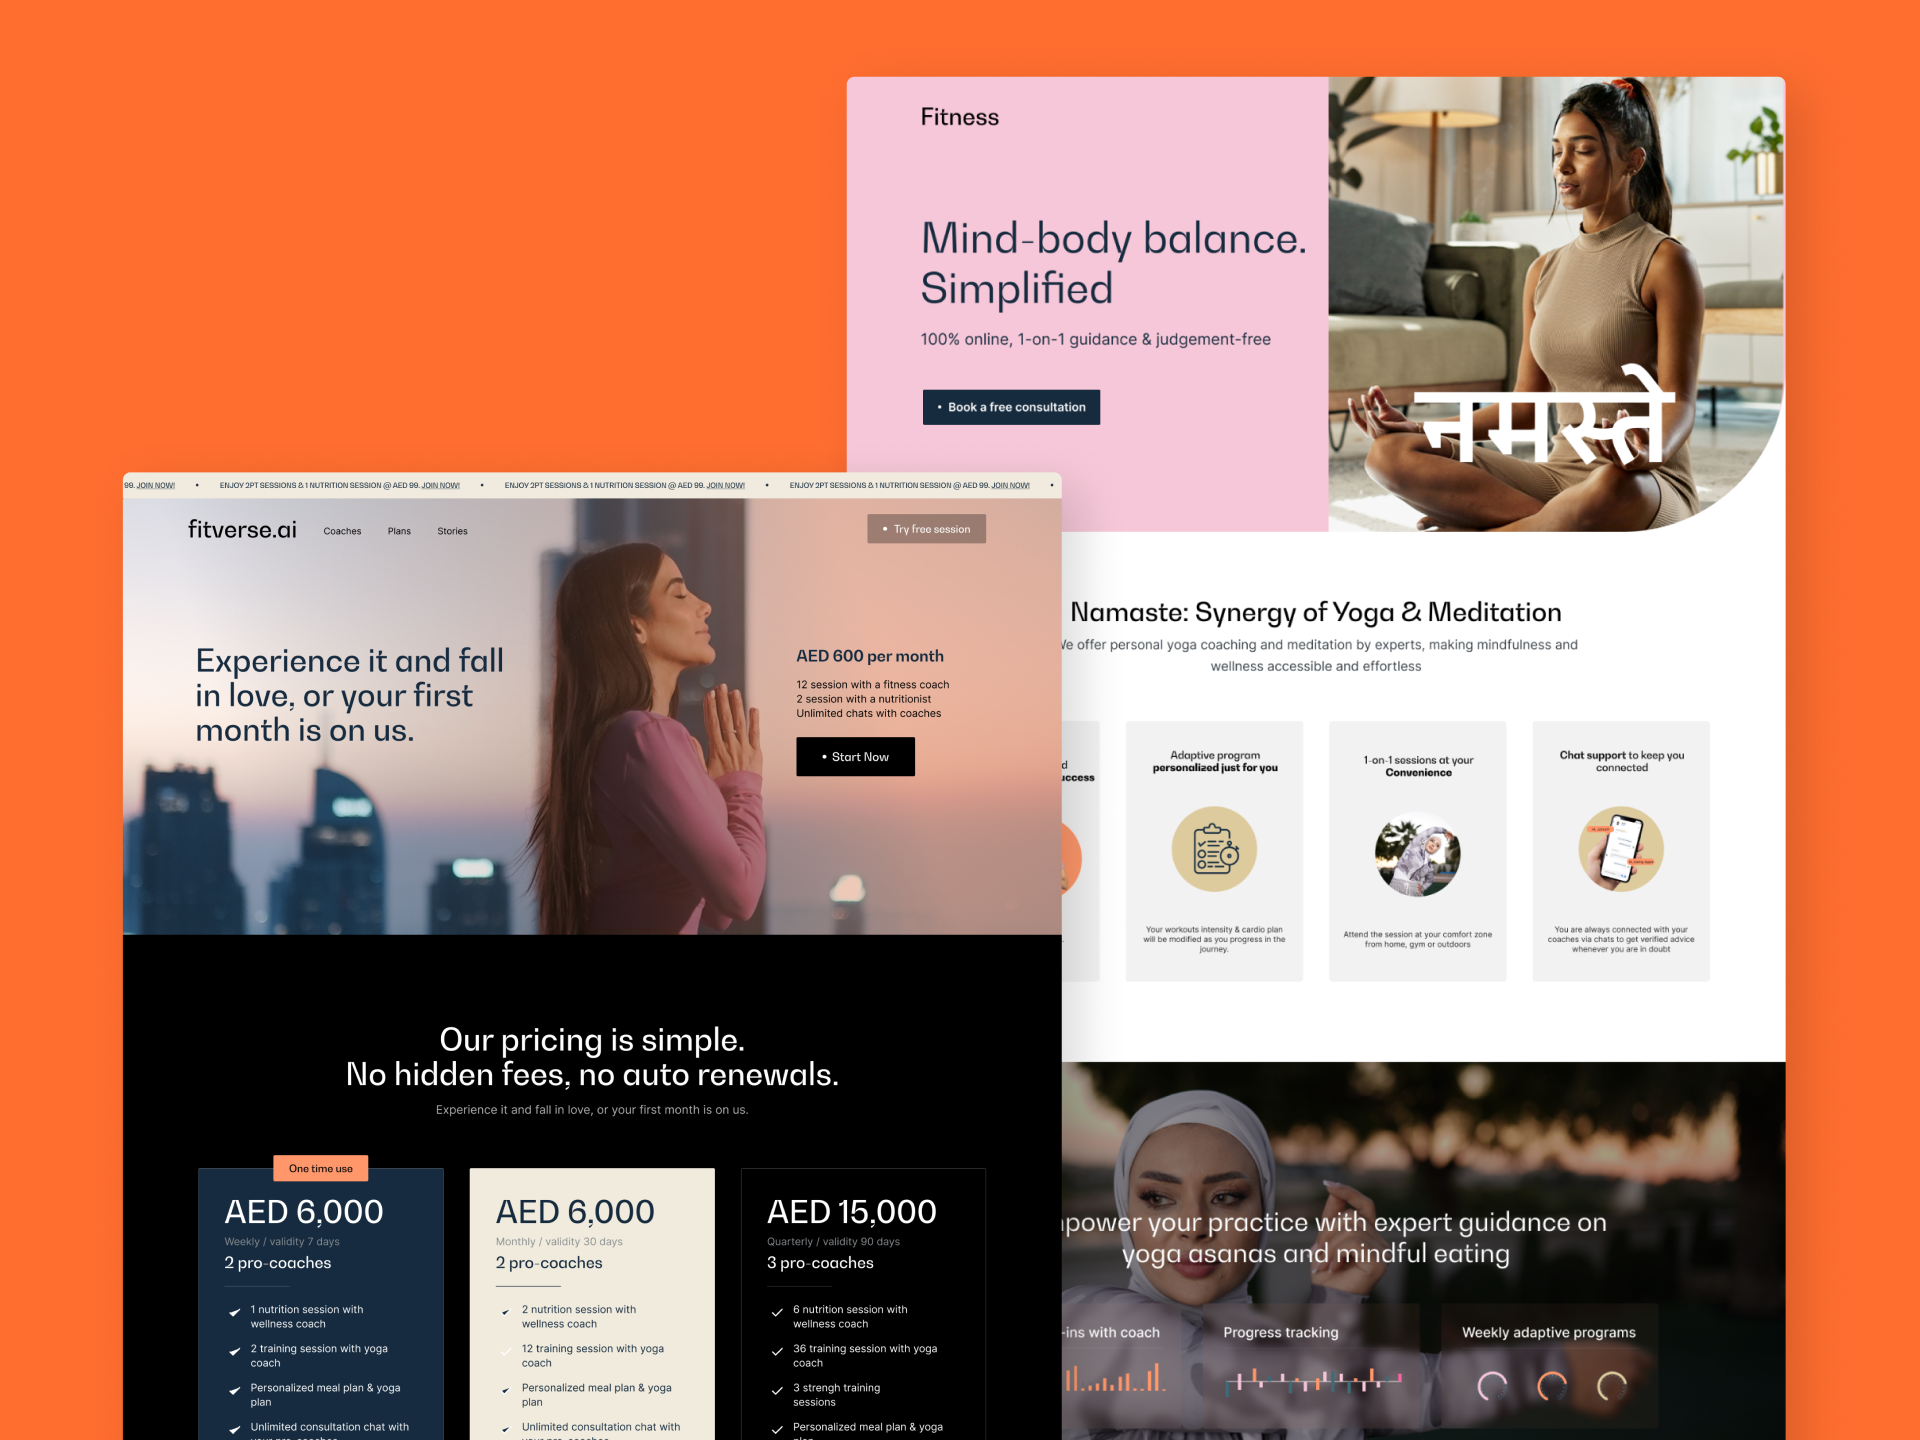 Fitness
Mind-body balance.
Simplified
100% online, 1-on-1 guidance & judgement-free
• Book a free consultation
नमस्ते
99. JOIN NOW! • ENJOY 2PT SESSIONS & 1 NUTRITION SESSION @ AED 99. JOIN NOW! • ENJOY 2PT SESSIONS & 1 NUTRITION SESSION @ AED 99. JOIN NOW! • ENJOY 2PT SESSIONS & 1 NUTRITION SESSION @ AED 99. JOIN NOW! •
fitverse.ai Coaches Plans Stories • Try free session
Experience it and fall
in love, or your first
month is on us.
AED 600 per month
12 session with a fitness coach
2 session with a nutritionist
Unlimited chats with coaches
• Start Now
Namaste: Synergy of Yoga & Meditation
offer personal yoga coaching and meditation by experts, making mindfulness and
wellness accessible and effortless
Adaptive program
personalized just for you
Your workouts intensity & cardio plan
will be modified as you progress in the
journey.
1-on-1 sessions at your
Convenience
Attend the session at your comfort zone
from home, gym or outdoors
Chat support to keep you
connected
You are always connected with your
coaches via chats to get verified advice
whenever you are in doubt
Our pricing is simple.
No hidden fees, no auto renewals.
Experience it and fall in love, or your first month is on us.
One time use
AED 6,000
Weekly / validity 7 days
2 pro-coaches
1 nutrition session with
wellness coach
2 training session with yoga
coach
Personalized meal plan & yoga
plan
Unlimited consultation chat with
AED 6,000
Monthly / validity 30 days
2 pro-coaches
2 nutrition session with
wellness coach
12 training session with yoga
coach
Personalized meal plan & yoga
plan
Unlimited consultation chat with
AED 15,000
Quarterly / validity 90 days
3 pro-coaches
6 nutrition session with
wellness coach
36 training session with yoga
coach
3 strengh training
sessions
Personalized meal plan & yoga
your practice with expert guidance on
yoga asanas and mindful eating
-ins with coach
Progress tracking
Weekly adaptive programs